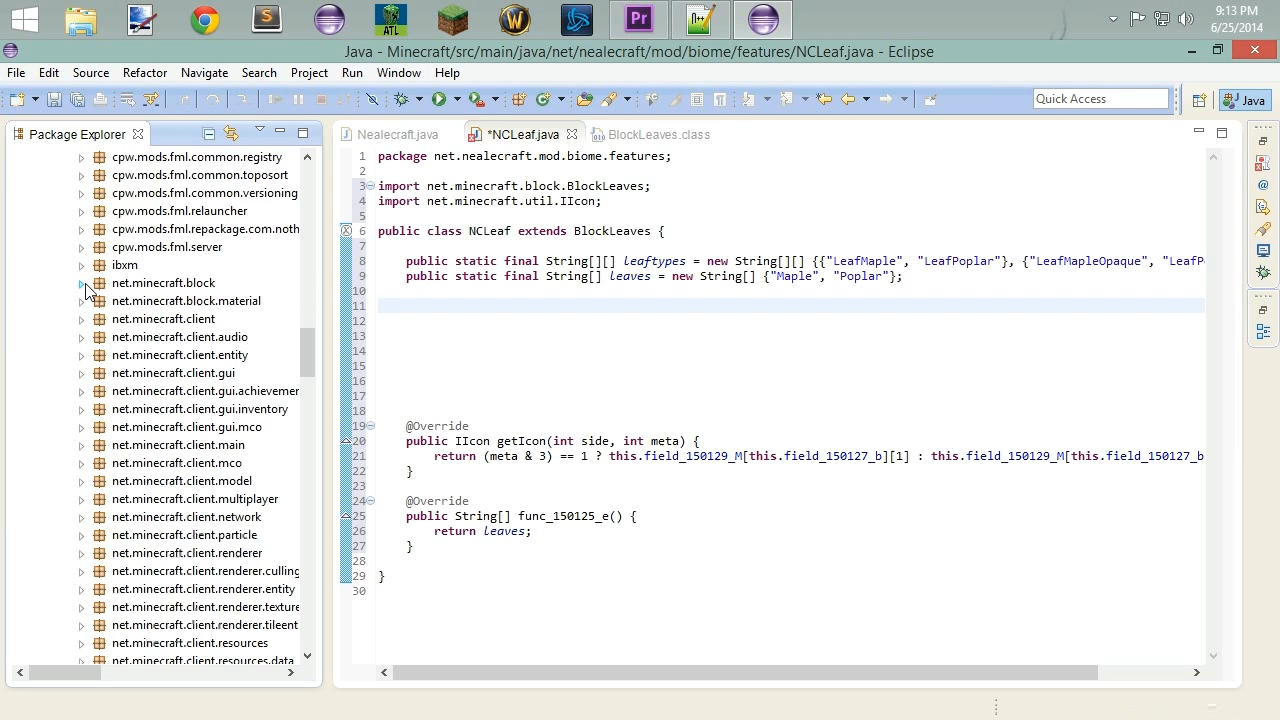 ATL
Pr
9:13 PM
6/25/2014
Java - Minecraft/src/main/java/net/nealecraft/mod/biome/features/NCLeaf.java - Eclipse
File Edit Source Refactor Navigate Search Project Run Window Help
Quick Access
Java
Package Explorer
Nealecraft.java *NCLeaf.java BlockLeaves.class
cpw.mods.fml.common.registry
cpw.mods.fml.common.toposort
cpw.mods.fml.common.versioning
cpw.mods.fml.relauncher
cpw.mods.fml.repackage.com.noth
cpw.mods.fml.server
ibxm
net.minecraft.block
net.minecraft.block.material
net.minecraft.client
net.minecraft.client.audio
net.minecraft.client.entity
net.minecraft.client.gui
net.minecraft.client.gui.achievemer
net.minecraft.client.gui.inventory
net.minecraft.client.gui.mco
net.minecraft.client.main
net.minecraft.client.mco
net.minecraft.client.model
net.minecraft.client.multiplayer
net.minecraft.client.network
net.minecraft.client.particle
net.minecraft.client.renderer
net.minecraft.client.renderer.culling
net.minecraft.client.renderer.entity
net.minecraft.client.renderer.texture
net.minecraft.client.renderer.tileent
net.minecraft.client.resources
net.minecraft.client.resources.data
1 package net.nealecraft.mod.biome.features;
2
3 import net.minecraft.block.BlockLeaves;
4 import net.minecraft.util.IIcon;
5
6 public class NCLeaf extends BlockLeaves {
7
8 public static final String[][] leaftypes = new String[][] {{"LeafMaple", "LeafPoplar"}, {"LeafMapleOpaque", "LeafP
9 public static final String[] leaves = new String[] {"Maple", "Poplar"};
10
11
12
13
14
15
16
17
18
19 @Override
20 public IIcon getIcon(int side, int meta) {
21 return (meta & 3) == 1 ? this.field_150129_M[this.field_150127_b][1] : this.field_150129_M[this.field_150127_b
22 }
23
24 @Override
25 public String[] func_150125_e() {
26 return leaves;
27 }
28
29 }
30